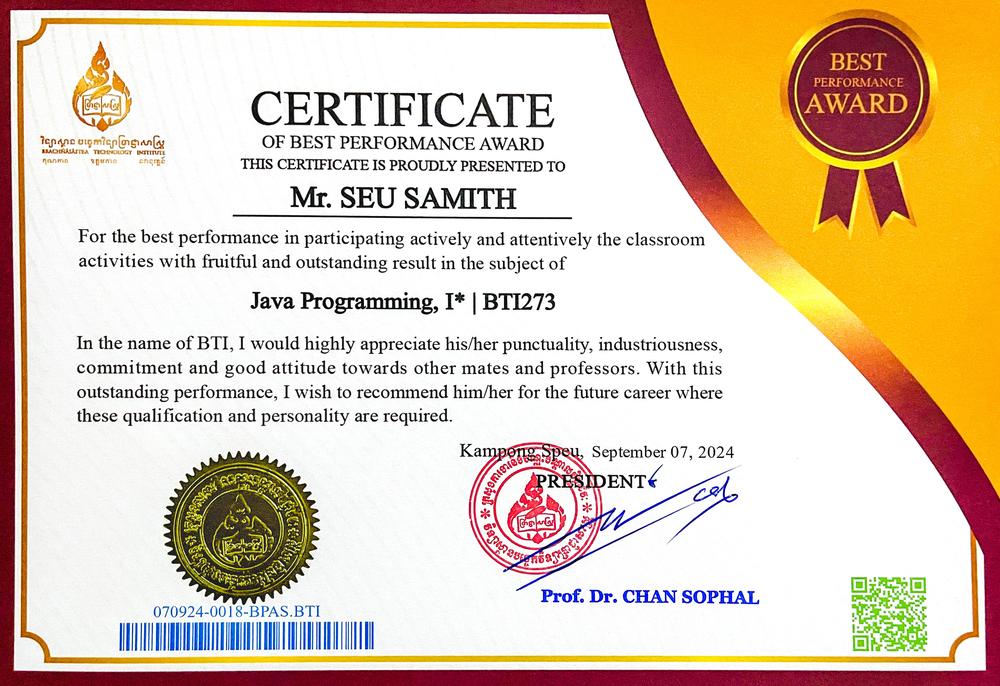 BEST
PERFORMANCE
AWARD
វិទ្យាស្ថាន បច្ចេកវិទ្យាព្រាជ្ញាសាស្ត្រ
BRACHÑASASTRA TECHNOLOGY INSTITUTE
គុណភាព
CERTIFICATE
OF BEST PERFORMANCE AWARD
THIS CERTIFICATE IS PROUDLY PRESENTED TO
Mr. SEU SAMITH
For the best performance in participating actively and attentively the classroom
activities with fruitful and outstanding result in the subject of
Java Programming, I* | BTI273
In the name of BTI, I would highly appreciate his/her punctuality, industriousness,
commitment and good attitude towards other mates and professors. With this
outstanding performance, I wish to recommend him/her for the future career where
these qualification and personality are required.
Kampong Speu, September 07, 2024
PRESIDENT
Prof. Dr. CHAN SOPHAL
070924-0018-BPAS.BTI